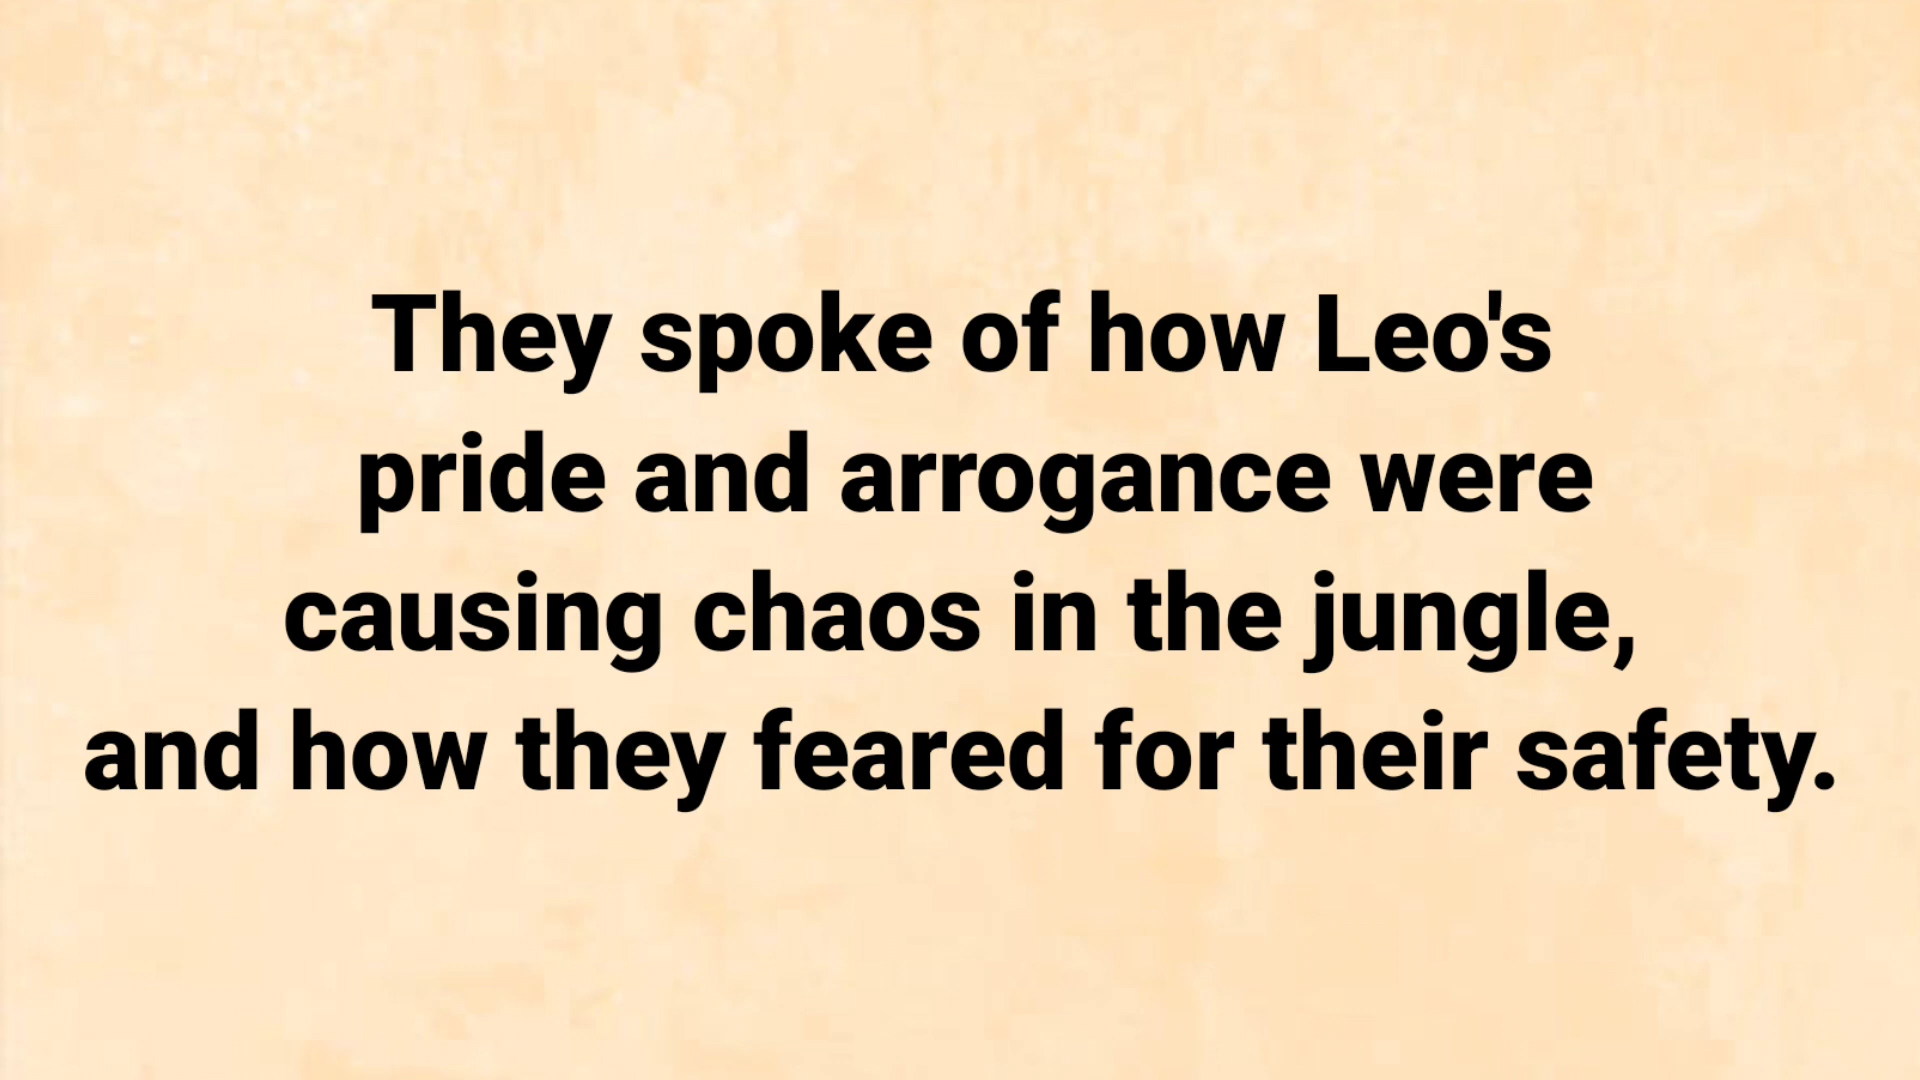 They spoke of how Leo's
pride and arrogance were
causing chaos in the jungle,
and how they feared for their safety.